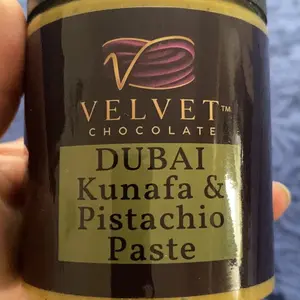 VELVET™
CHOCOLATE
DUBAI
Kunafa &
Pistachio
Paste